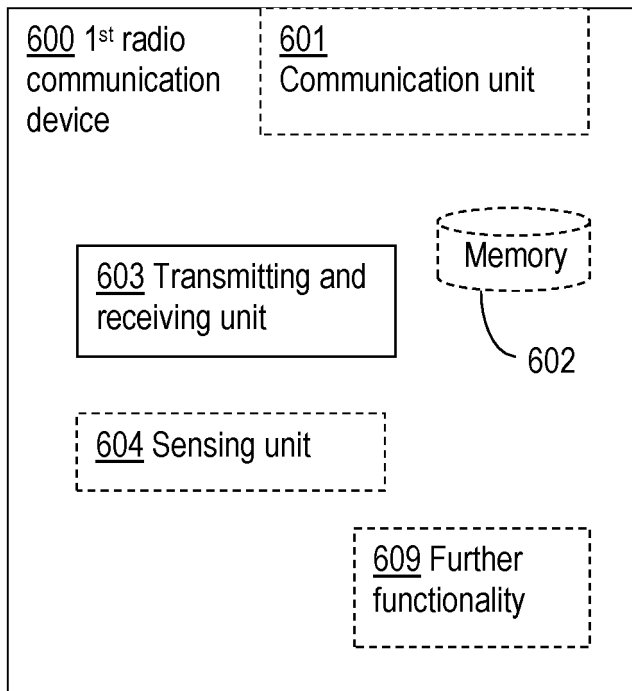 600 1st radio
communication
device
601
Communication unit
Memory
602
603 Transmitting and
receiving unit
604 Sensing unit
609 Further
functionality